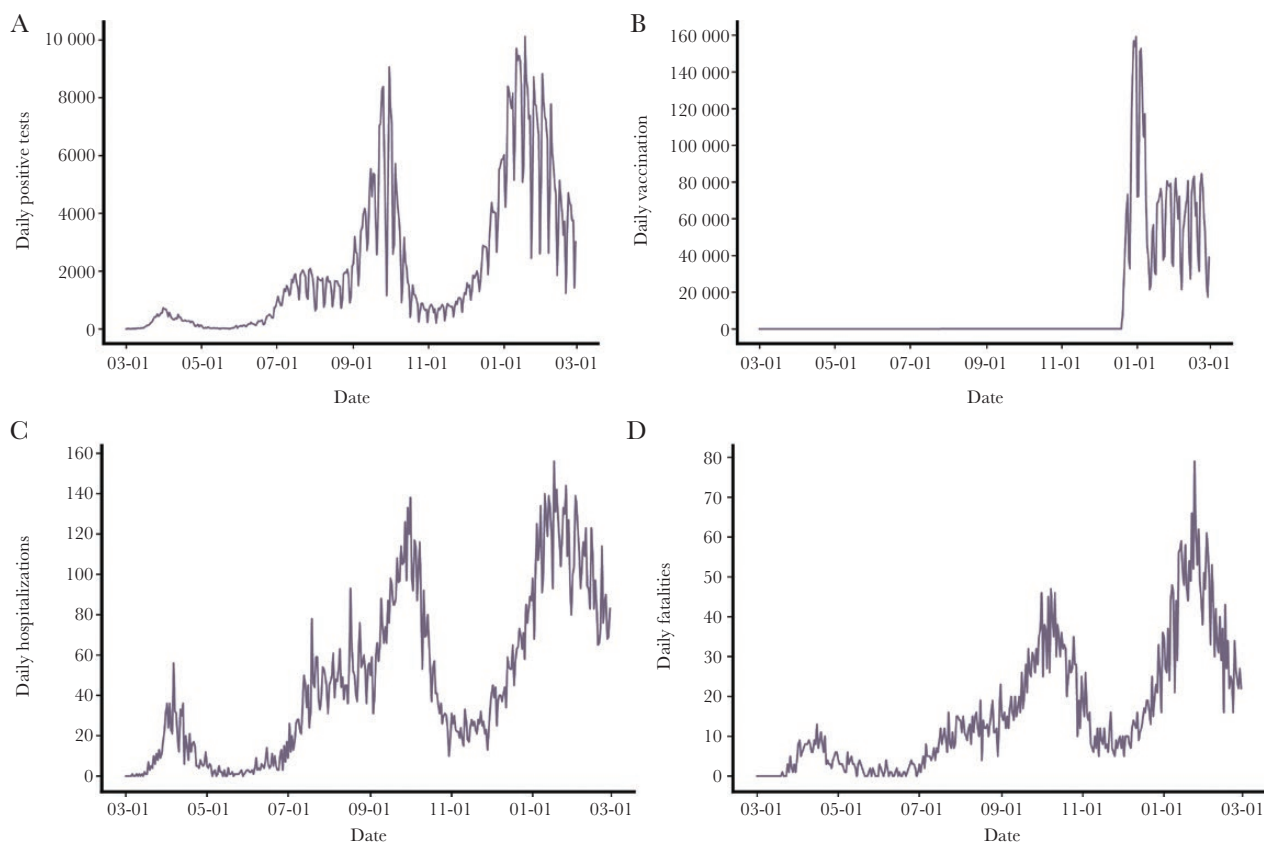 A
Daily positive tests
10 000
8000
6000
4000
2000
0
03-01 05-01 07-01 09-01 11-01 01-01 03-01
Date
B
Daily vaccination
160 000
140 000
120 000
100 000
80 000
60 000
40 000
20 000
0
03-01 05-01 07-01 09-01 11-01 01-01 03-01
Date
C
Daily hospitalizations
160
140
120
100
80
60
40
20
0
03-01 05-01 07-01 09-01 11-01 01-01 03-01
Date
D
Daily fatalities
80
70
60
50
40
30
20
10
0
03-01 05-01 07-01 09-01 11-01 01-01 03-01
Date